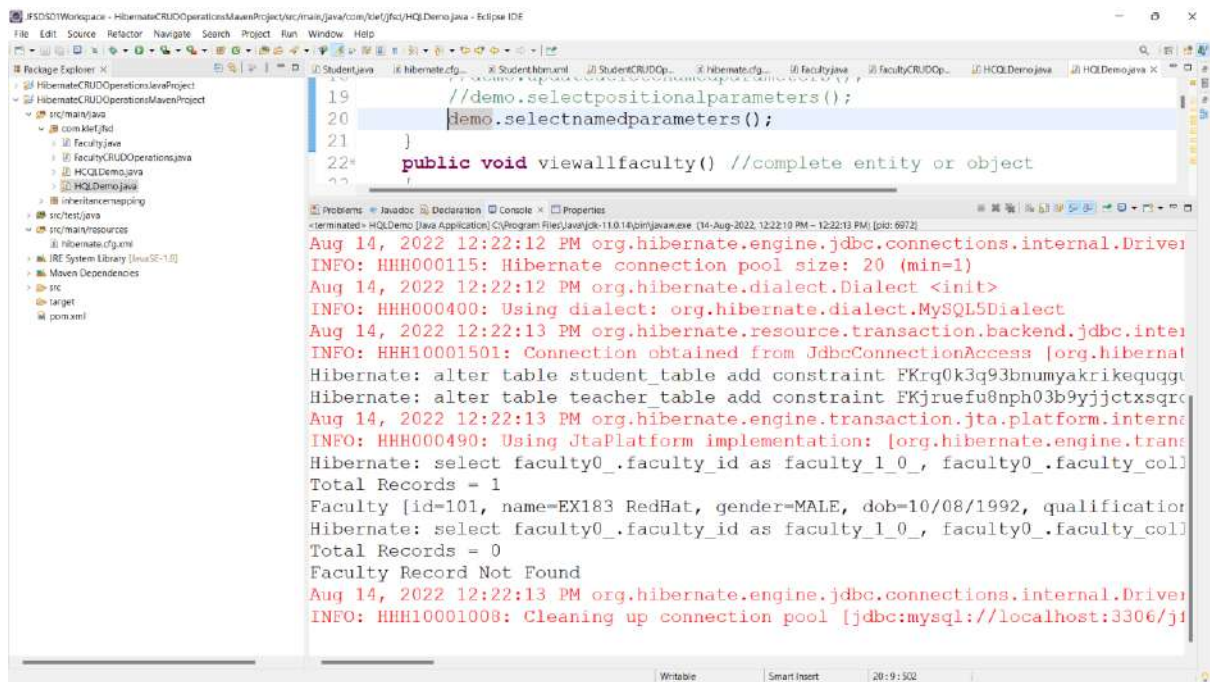 JFSDS01Workspace - HibernateCRUDOperationsMavenProject/src/main/java/com/klef/jfsd/HQLDemo.java - Eclipse IDE
File Edit Source Refactor Navigate Search Project Run Window Help
Package Explorer
Student.java hibernate.cfg... Student.hbm.xml StudentCRUDOp... hibernate.cfg... Faculty.java FacultyCRUDOp... HCQLDemo.java HQLDemo.java
HibernateCRUDOperationsJavaProject
HibernateCRUDOperationsMavenProject
src/main/java
com.klef.jfsd
Faculty.java
FacultyCRUDOperations.java
HCQLDemo.java
HQLDemo.java
inheritancemapping
src/test/java
src/main/resources
hibernate.cfg.xml
JRE System Library [JavaSE-1.8]
Maven Dependencies
src
target
pom.xml
19 //demo.selectpositionalparameters();
20 demo.selectnamedparameters();
21 }
22 public void viewallfaculty() //complete entity or object
Problems Javadoc Declaration Console Properties
<terminated> HQLDemo [Java Application] C:\Program Files\Java\jdk-11.0.14\bin\javaw.exe (14-Aug-2022, 12:22:10 PM – 12:22:13 PM) [pid: 6972]
Aug 14, 2022 12:22:12 PM org.hibernate.engine.jdbc.connections.internal.Driver
INFO: HHH000115: Hibernate connection pool size: 20 (min=1)
Aug 14, 2022 12:22:12 PM org.hibernate.dialect.Dialect <init>
INFO: HHH000400: Using dialect: org.hibernate.dialect.MySQL5Dialect
Aug 14, 2022 12:22:13 PM org.hibernate.resource.transaction.backend.jdbc.inter
INFO: HHH10001501: Connection obtained from JdbcConnectionAccess [org.hibernat
Hibernate: alter table student_table add constraint FKrq0k3q93bnumyakrikequqgu
Hibernate: alter table teacher_table add constraint FKjruefu8nph03b9yjjctxsqrc
Aug 14, 2022 12:22:13 PM org.hibernate.engine.transaction.jta.platform.interna
INFO: HHH000490: Using JtaPlatform implementation: [org.hibernate.engine.trans
Hibernate: select faculty0_.faculty_id as faculty_1_0_, faculty0_.faculty_coll
Total Records = 1
Faculty [id=101, name=EX183 RedHat, gender=MALE, dob=10/08/1992, qualification
Hibernate: select faculty0_.faculty_id as faculty_1_0_, faculty0_.faculty_coll
Total Records = 0
Faculty Record Not Found
Aug 14, 2022 12:22:13 PM org.hibernate.engine.jdbc.connections.internal.Driver
INFO: HHH10001008: Cleaning up connection pool [jdbc:mysql://localhost:3306/jf
Writable Smart Insert 20 : 9 : 502